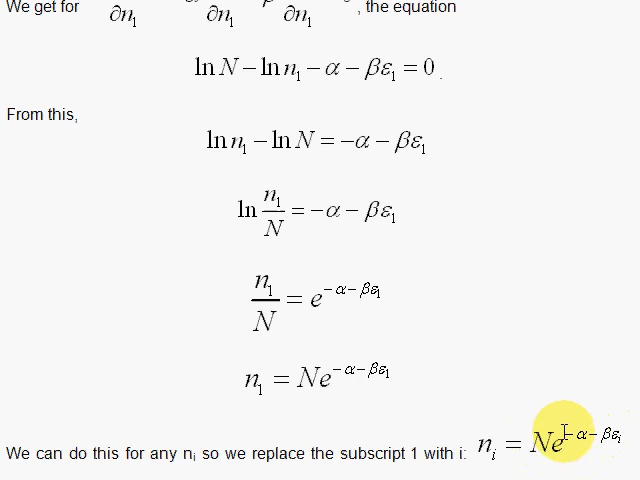 We get for ∂n₁ ∂n₁ ∂n₁ , the equation
ln N − ln n₁ − α − βε₁ = 0 .
From this,
ln n₁ − ln N = −α − βε₁
ln n₁/N = −α − βε₁
n₁/N = e^(−α−βε₁)
n₁ = Ne^(−α−βε₁)
We can do this for any nᵢ so we replace the subscript 1 with i: nᵢ = Ne^(−α−βεᵢ)